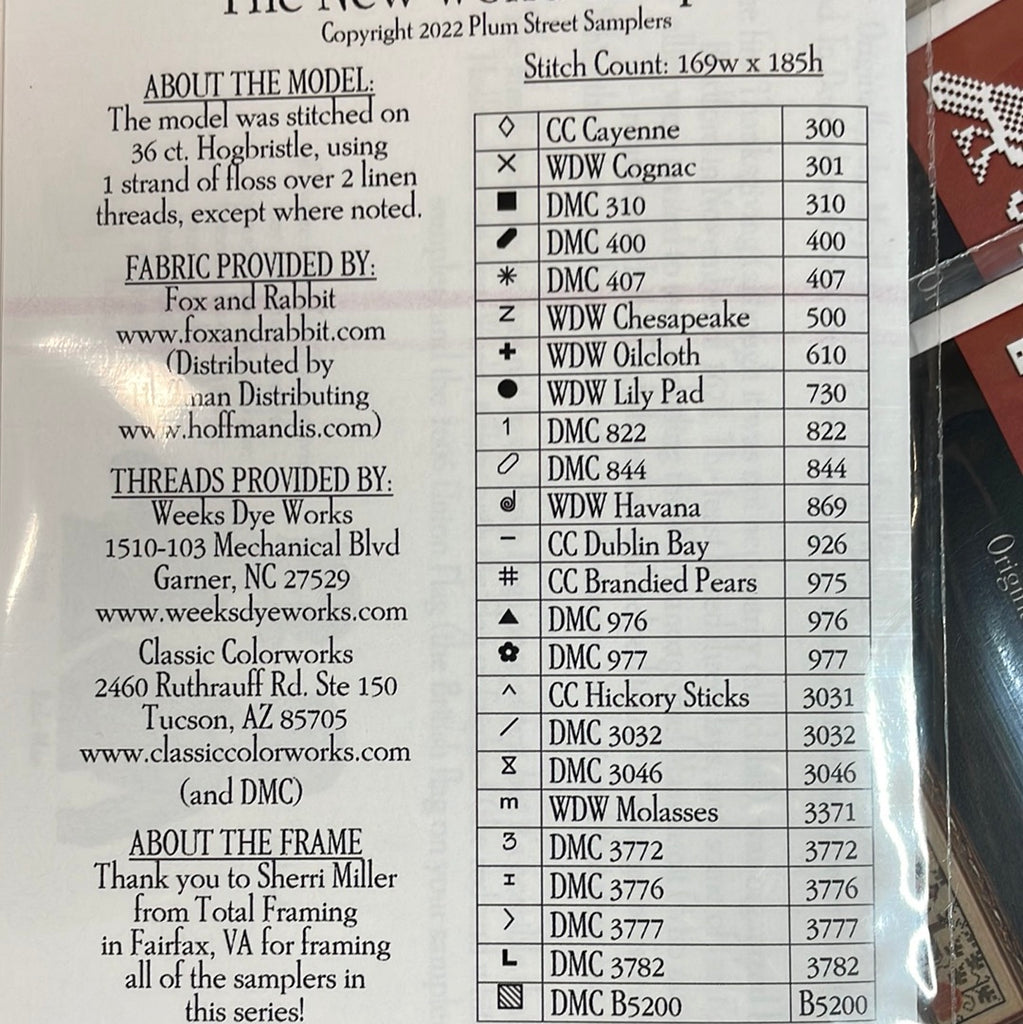 The New World
Copyright 2022 Plum Street Samplers
ABOUT THE MODEL:
The model was stitched on
36 ct. Hogbristle, using
1 strand of floss over 2 linen
threads, except where noted.
FABRIC PROVIDED BY:
Fox and Rabbit
www.foxandrabbit.com
(Distributed by
Distributing
www.hoffmandis.com)
THREADS PROVIDED BY:
Weeks Dye Works
1510-103 Mechanical Blvd
Garner, NC 27529
www.weeksdyeworks.com
Classic Colorworks
2460 Ruthrauff Rd. Ste 150
Tucson, AZ 85705
www.classiccolorworks.com
(and DMC)
ABOUT THE FRAME
Thank you to Sherri Miller
from Total Framing
in Fairfax, VA for framing
all of the samplers in
this series!
Stitch Count: 169w x 185h
◊ CC Cayenne 300
✕ WDW Cognac 301
■ DMC 310 310
DMC 400 400
✳ DMC 407 407
Z WDW Chesapeake 500
✚ WDW Oilcloth 610
● WDW Lily Pad 730
1 DMC 822 822
DMC 844 844
WDW Havana 869
– CC Dublin Bay 926
# CC Brandied Pears 975
▲ DMC 976 976
✿ DMC 977 977
^ CC Hickory Sticks 3031
/ DMC 3032 3032
DMC 3046 3046
m WDW Molasses 3371
3 DMC 3772 3772
I DMC 3776 3776
> DMC 3777 3777
L DMC 3782 3782
▧ DMC B5200 B5200